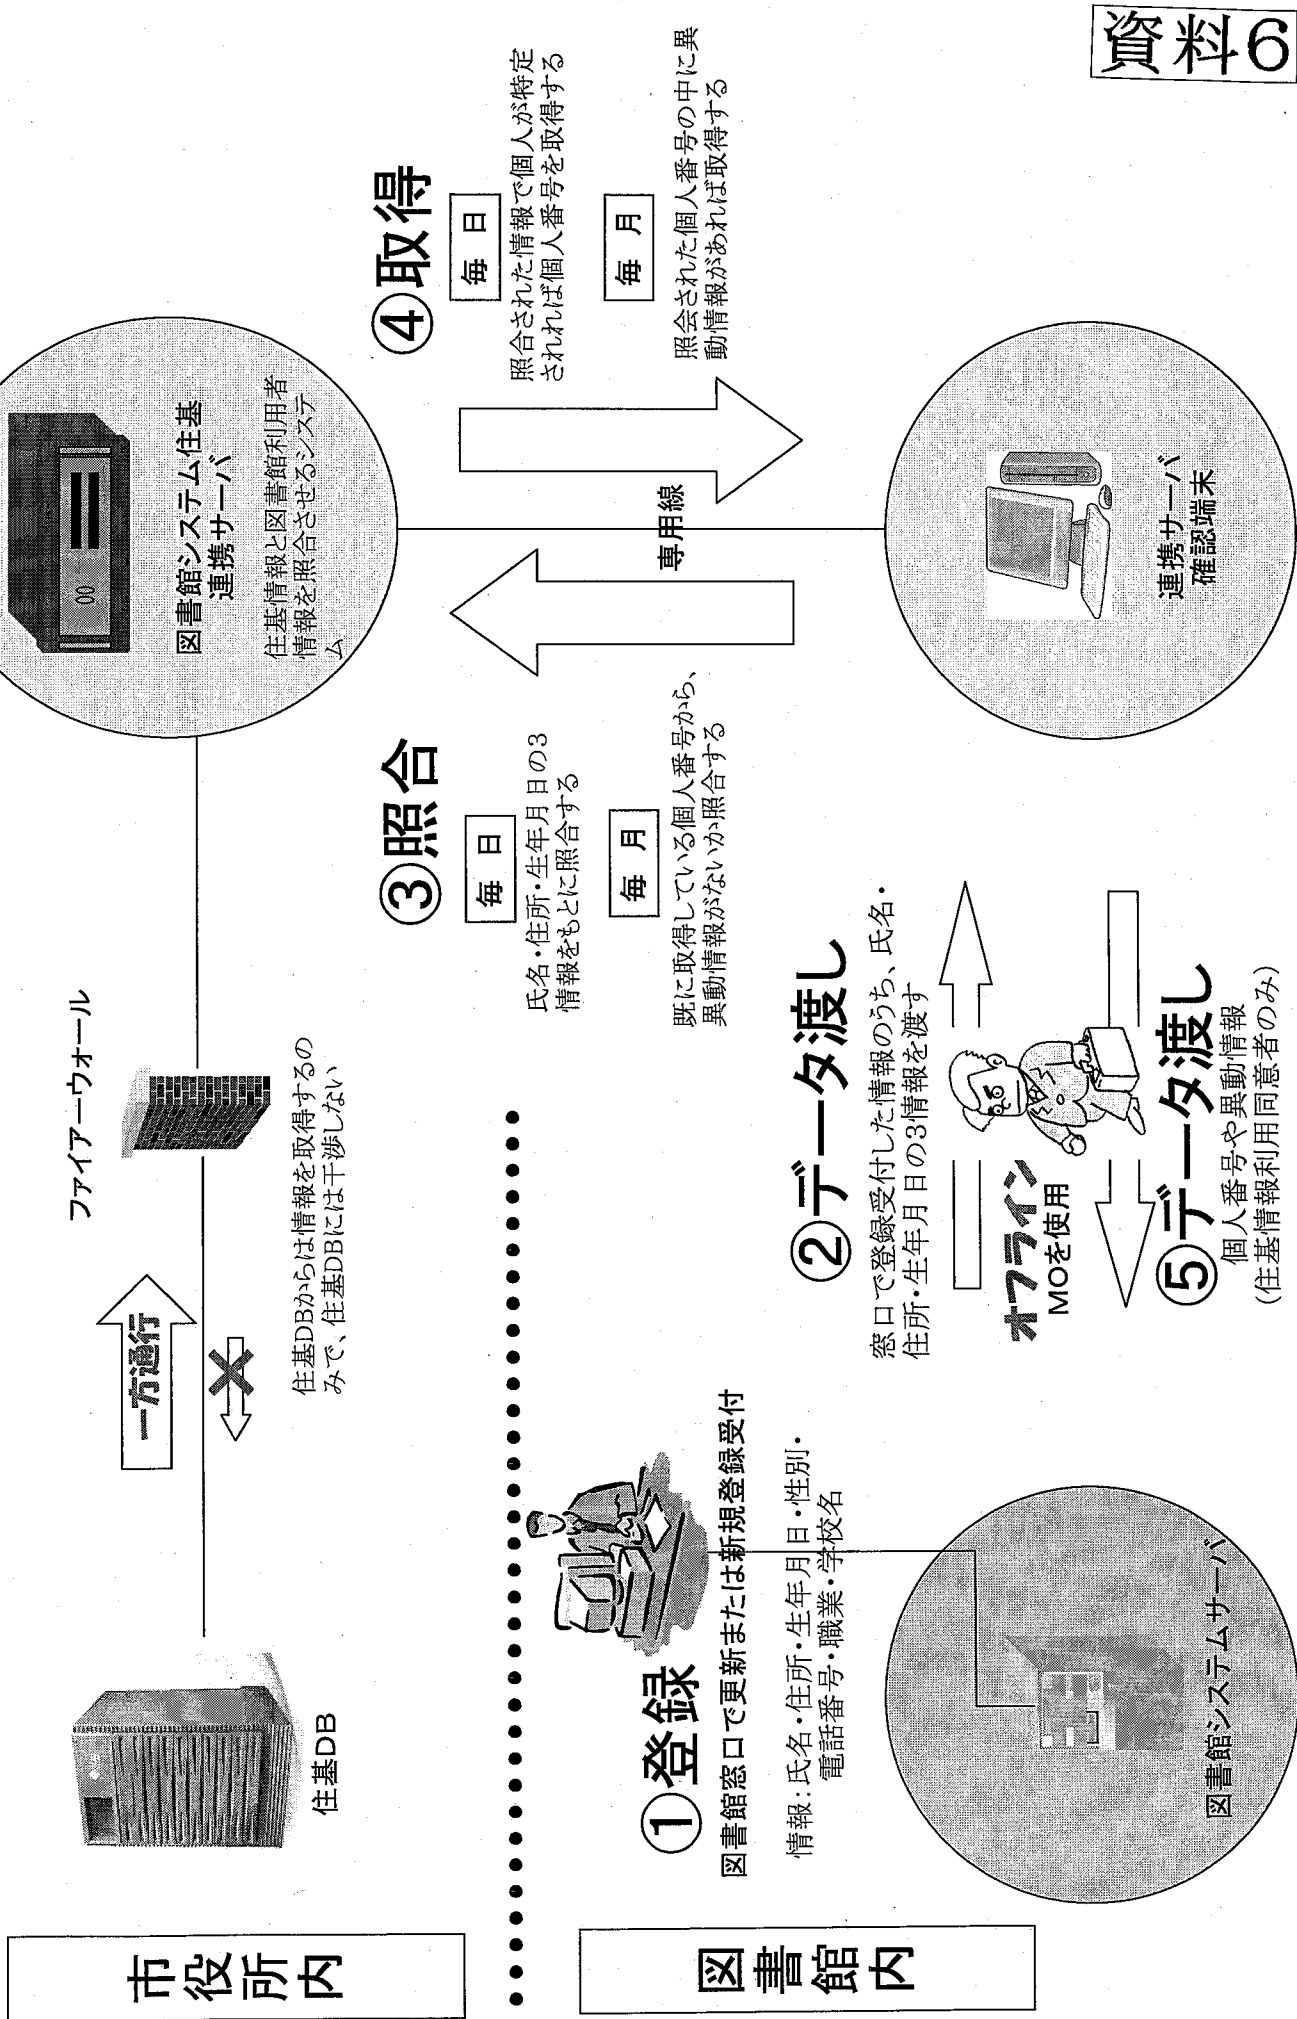 資料6
市役所内
住基DB
一方通行
ファイアーウォール
住基DBからは情報を取得するの
みで、住基DBには干渉しない
図書館システム住基
連携サーバ
住基情報と図書館利用者
情報を照合させるシステ
ム
③照合
毎日
氏名・住所・生年月日の3
情報をもとに照合する
毎月
既に取得している個人番号から、
異動情報がないか照合する
専用線
④取得
毎日
照合された情報で個人が特定
されれば個人番号を取得する
毎月
照会された個人番号の中に異
動情報があれば取得する
図書館内
①登録
図書館窓口で更新または新規登録受付
情報:氏名・住所・生年月日・性別・
電話番号・職業・学校名
図書館システムサーバ
②データ渡し
窓口で登録受付した情報のうち、氏名・
住所・生年月日の3情報を渡す
オフライン
MOを使用
⑤データ渡し
個人番号や異動情報
(住基情報利用同意者のみ)
連携サーバ
確認端末